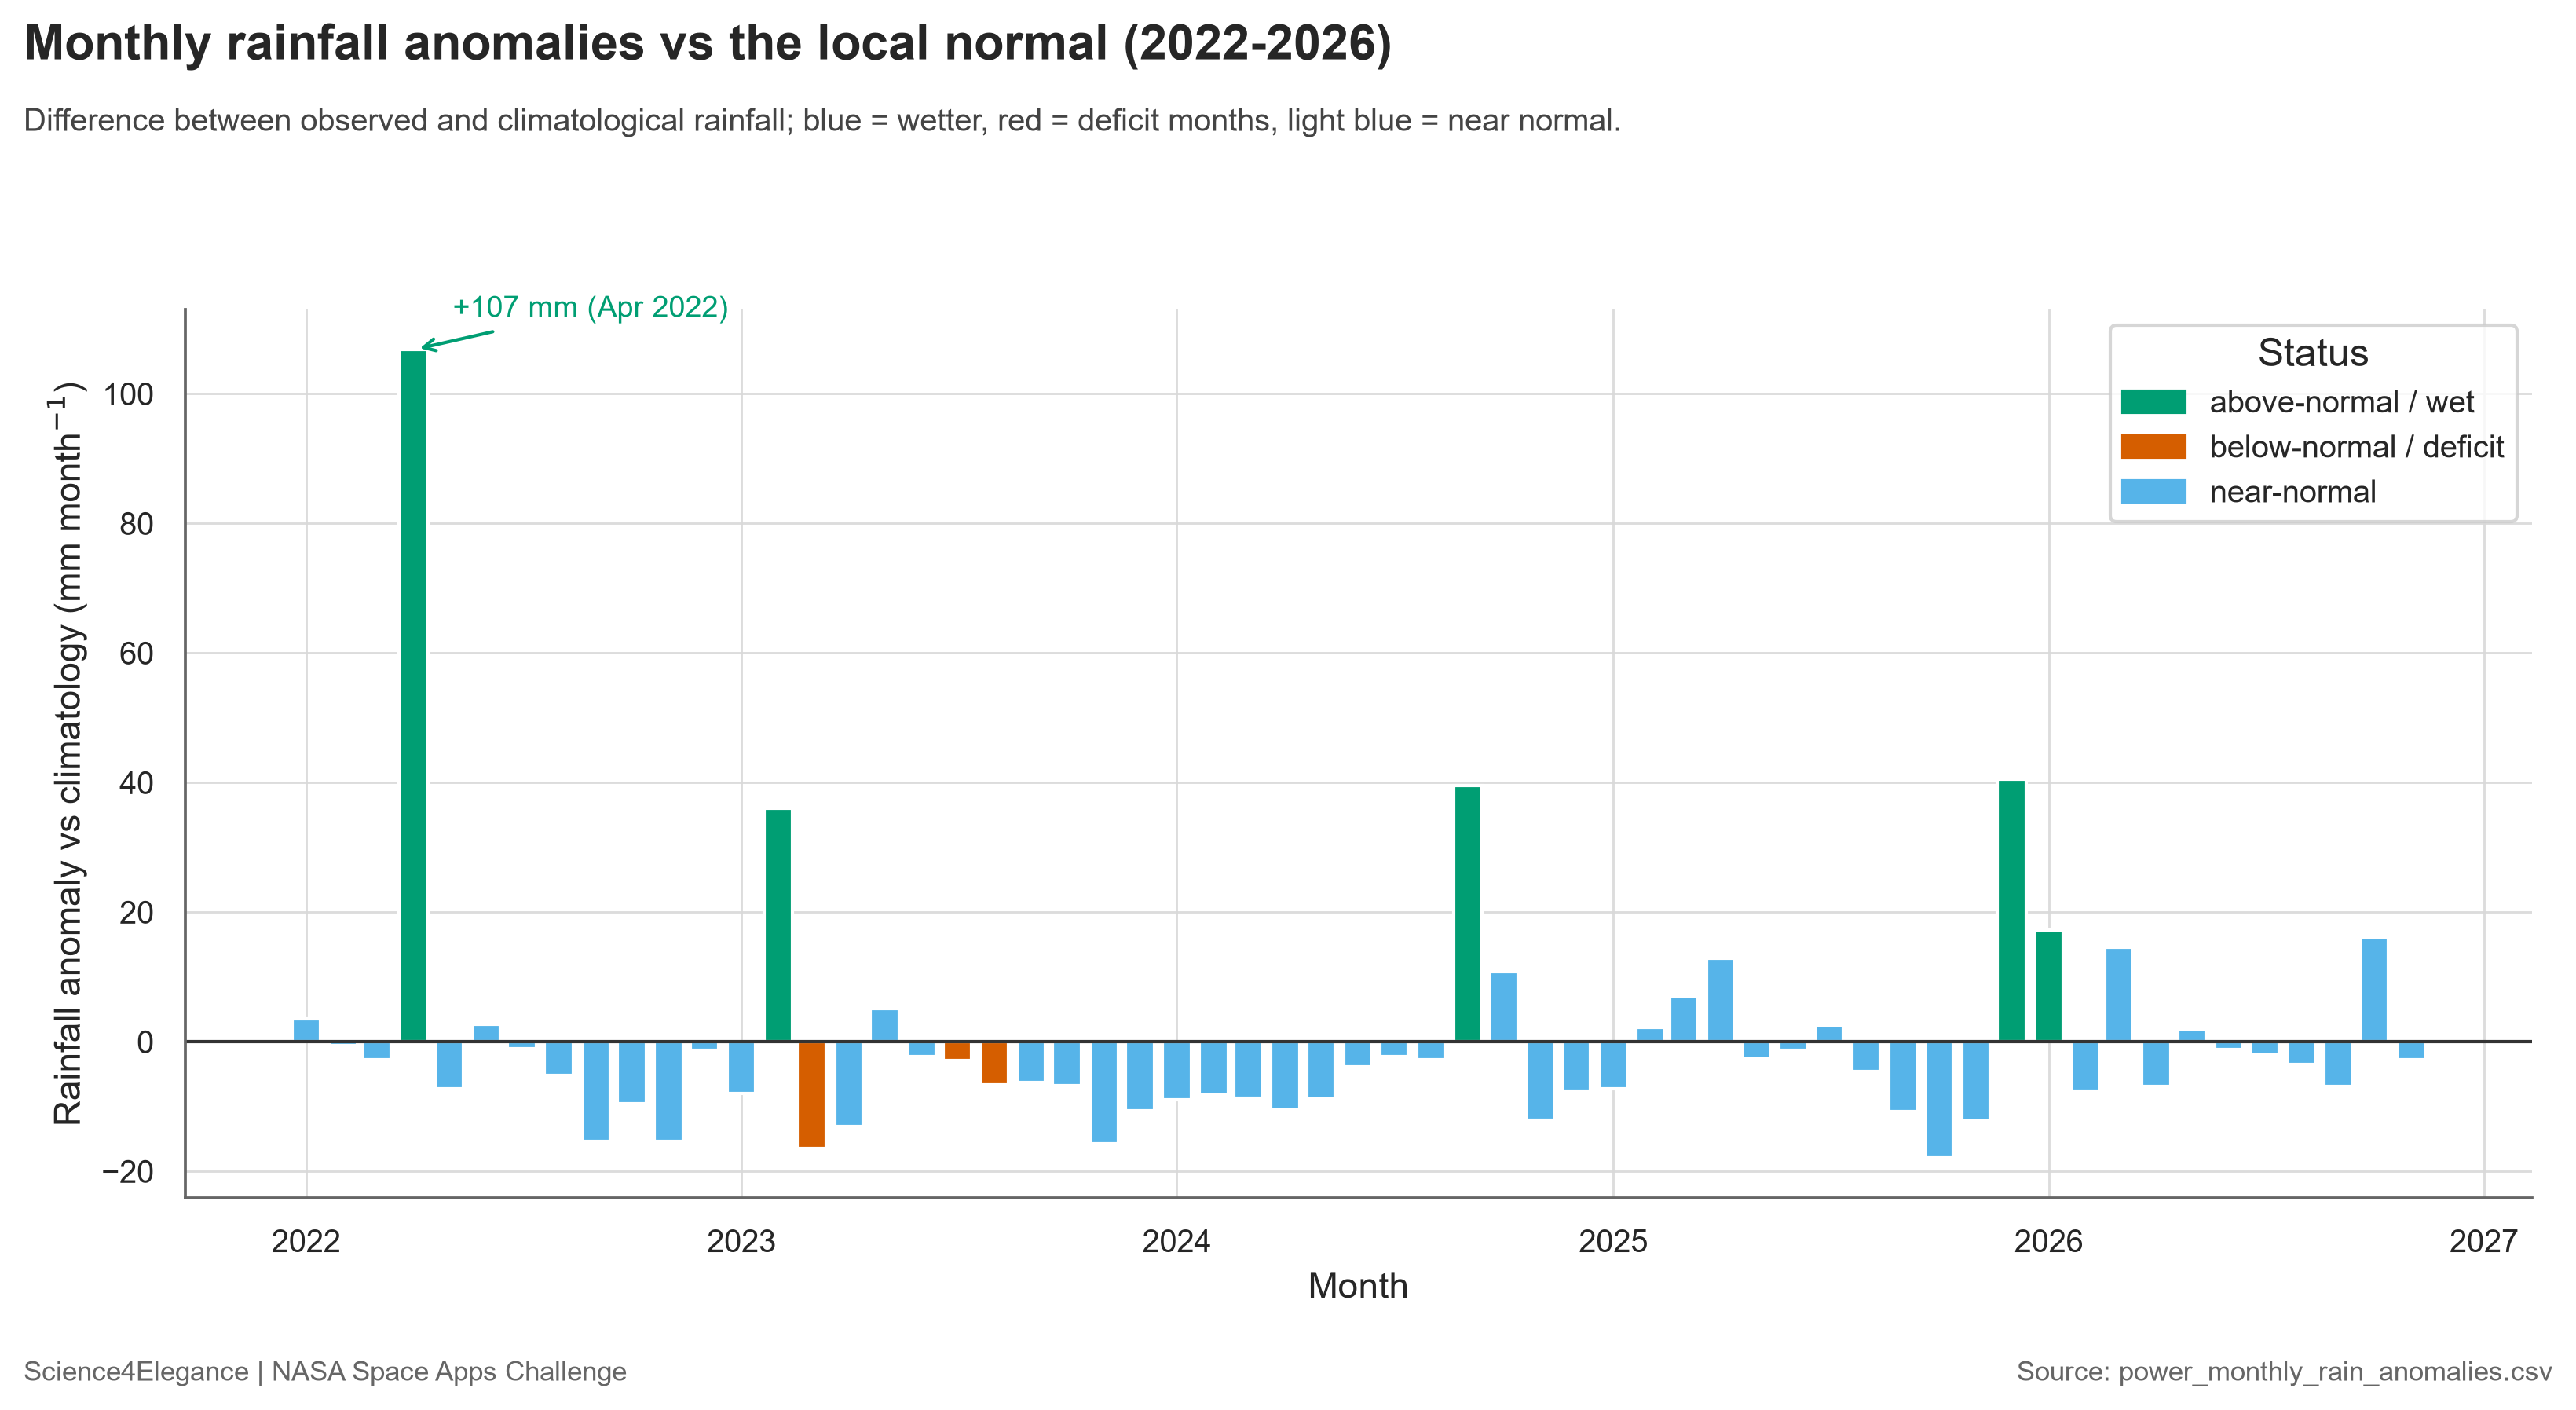 Monthly rainfall anomalies vs the local normal (2022-2026)
Difference between observed and climatological rainfall; blue = wetter, red = deficit months, light blue = near normal.
+107 mm (Apr 2022)
Status
above-normal / wet
below-normal / deficit
near-normal
Rainfall anomaly vs climatology (mm month⁻¹)
100
80
60
40
20
0
−20
2022 2023 2024 2025 2026 2027
Month
Science4Elegance | NASA Space Apps Challenge
Source: power_monthly_rain_anomalies.csv